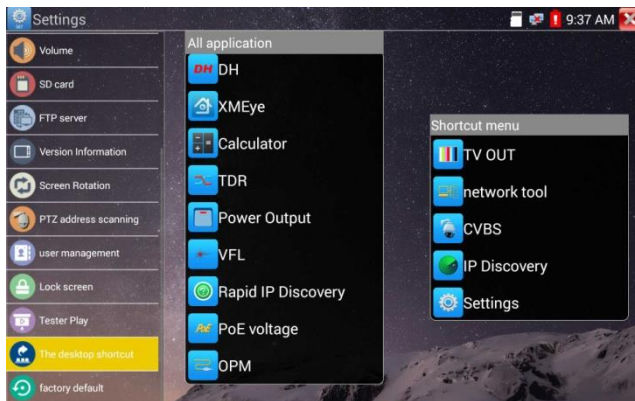 Settings
9:37 AM
Volume
SD card
FTP server
Version Information
Screen Rotation
PTZ address scanning
user management
Lock screen
Tester Play
The desktop shortcut
factory default
All application
DH DH
XMEye
Calculator
TDR
Power Output
VFL
Rapid IP Discovery
PoE PoE voltage
OPM
Shortcut menu
TV OUT
network tool
CVBS
IP Discovery
Settings